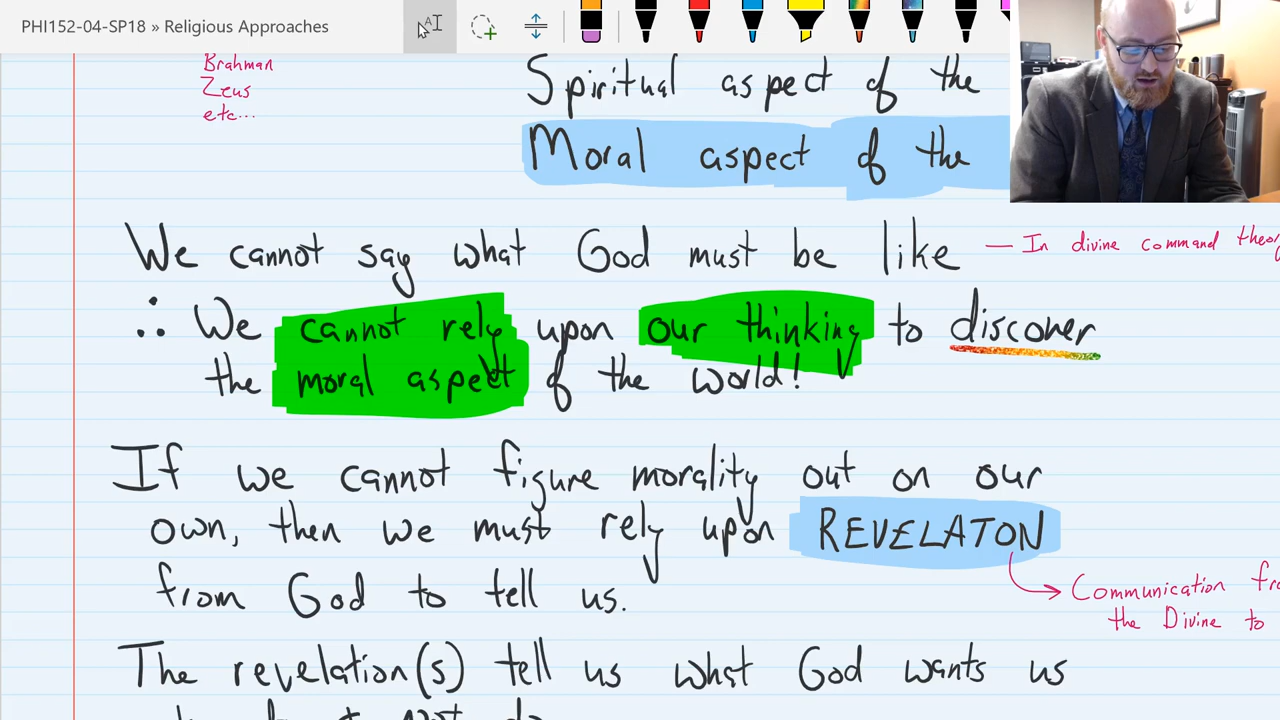 PHI152-04-SP18 » Religious Approaches
Brahman
Zeus
etc...
Spiritual aspect of the
Moral aspect of the
We cannot say what God must be like — In divine command theor
∴ We cannot rely upon our thinking to discover
the moral aspect of the world!
If we cannot figure morality out on our
own, then we must rely upon REVELATON
from God to tell us.
Communication fro
the Divine to
The revelation(s) tell us what God wants us